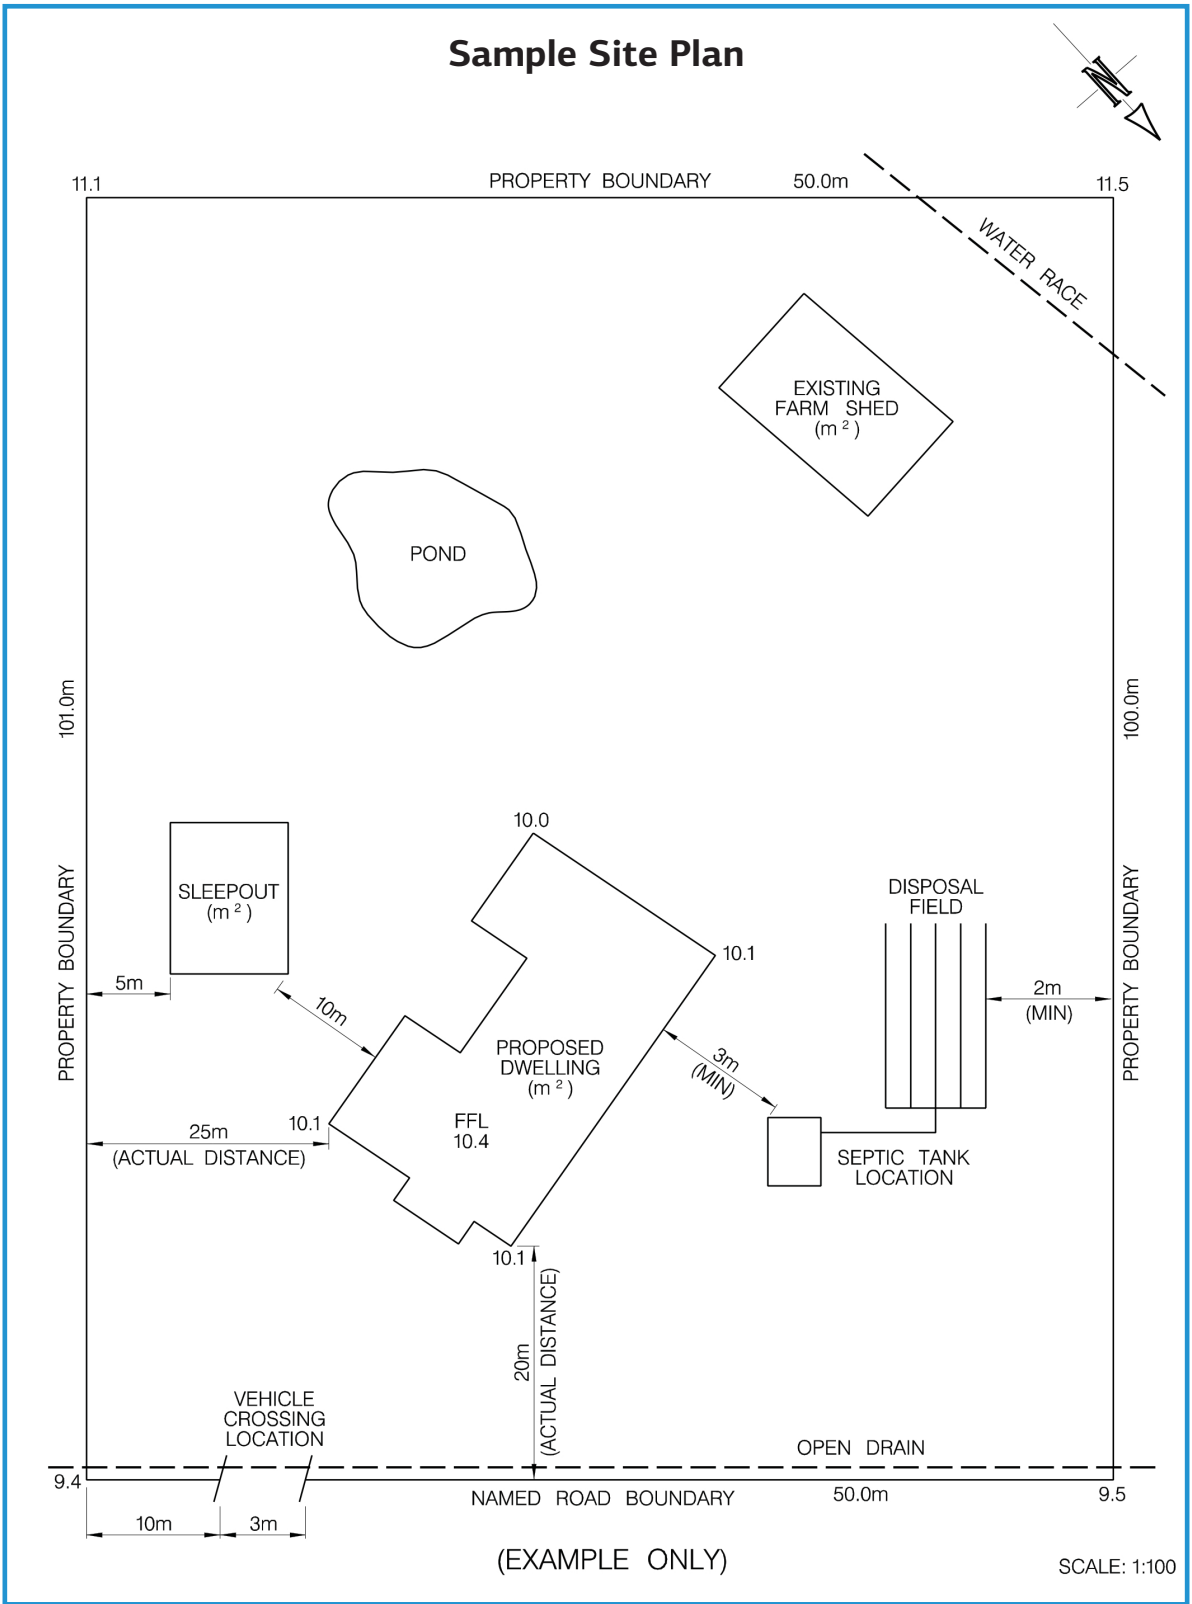 Sample Site Plan
N
11.1
PROPERTY BOUNDARY
50.0m
11.5
WATER RACE
EXISTING
FARM SHED
(m²)
POND
101.0m
100.0m
PROPERTY BOUNDARY
PROPERTY BOUNDARY
10.0
SLEEPOUT
(m²)
DISPOSAL
FIELD
10.1
5m
10m
2m
(MIN)
PROPOSED
DWELLING
(m²)
3m
(MIN)
10.1
FFL
10.4
25m
(ACTUAL DISTANCE)
SEPTIC TANK
LOCATION
10.1
20m
(ACTUAL DISTANCE)
VEHICLE
CROSSING
LOCATION
OPEN DRAIN
9.4
NAMED ROAD BOUNDARY
50.0m
9.5
10m
3m
(EXAMPLE ONLY)
SCALE: 1:100